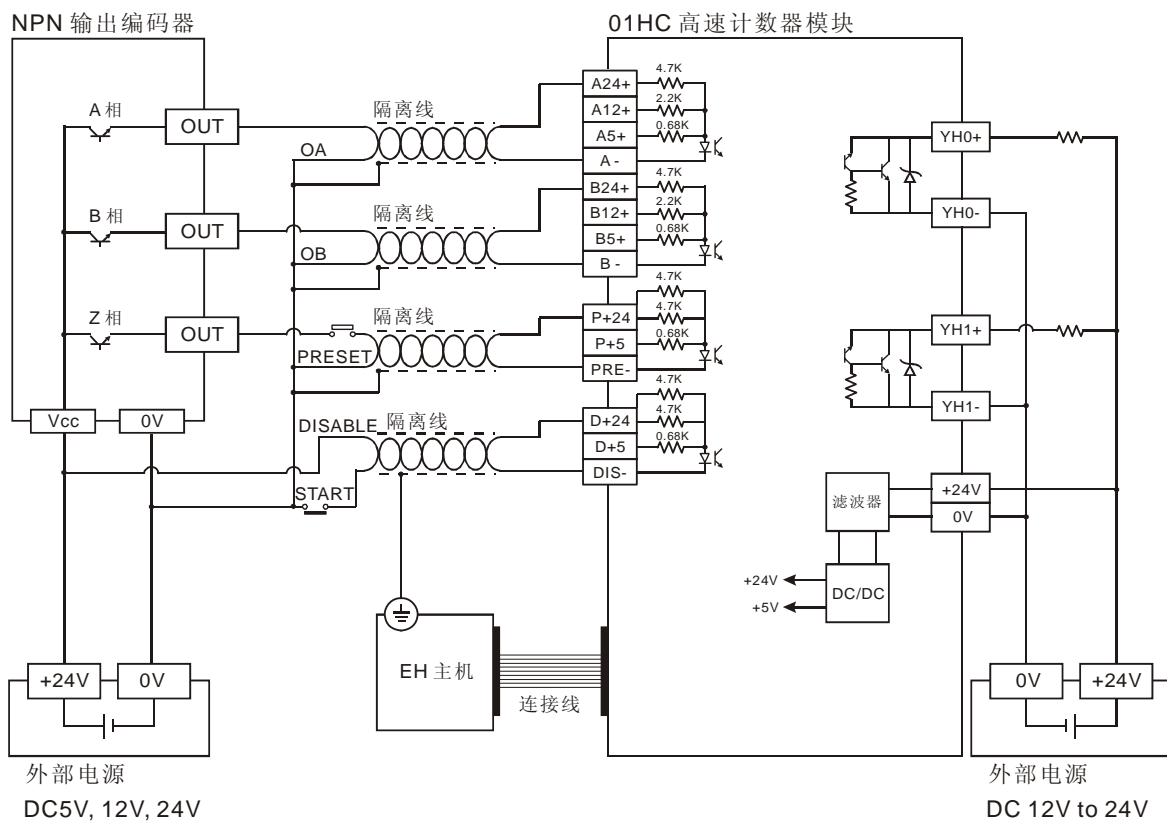 NPN 输出编码器
01HC 高速计数器模块
A 相
OUT
OA
隔离线
A24+
4.7K
A12+
2.2K
A5+
0.68K
A -
B 相
OUT
OB
隔离线
B24+
4.7K
B12+
2.2K
B5+
0.68K
B -
Z 相
OUT
PRESET
隔离线
4.7K
P+24
4.7K
P+5
0.68K
PRE-
Vcc
0V
DISABLE
隔离线
4.7K
D+24
4.7K
D+5
0.68K
DIS-
START
YH0+
YH0-
YH1+
YH1-
+24V
0V
滤波器
DC/DC
+24V
+5V
EH 主机
连接线
+24V
0V
外部电源
DC5V, 12V, 24V
0V
+24V
外部电源
DC 12V to 24V